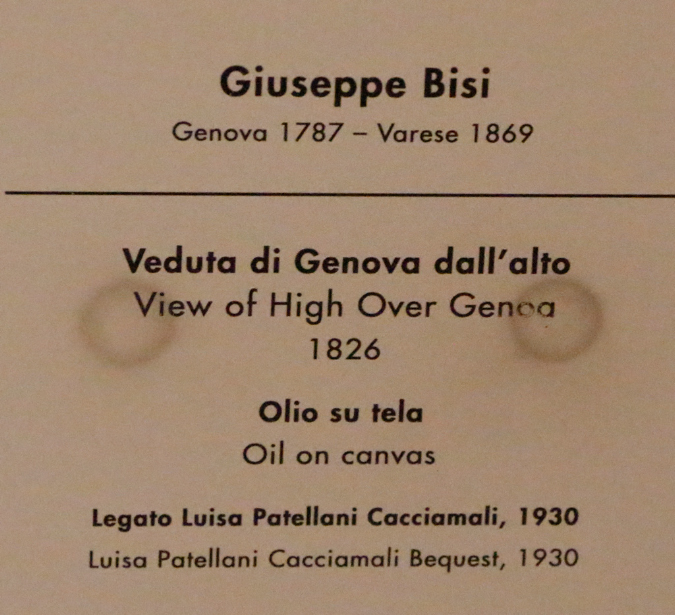 Giuseppe Bisi
Genova 1787 – Varese 1869
Veduta di Genova dall'alto
View of High Over Genoa
1826
Olio su tela
Oil on canvas
Legato Luisa Patellani Cacciamali, 1930
Luisa Patellani Cacciamali Bequest, 1930